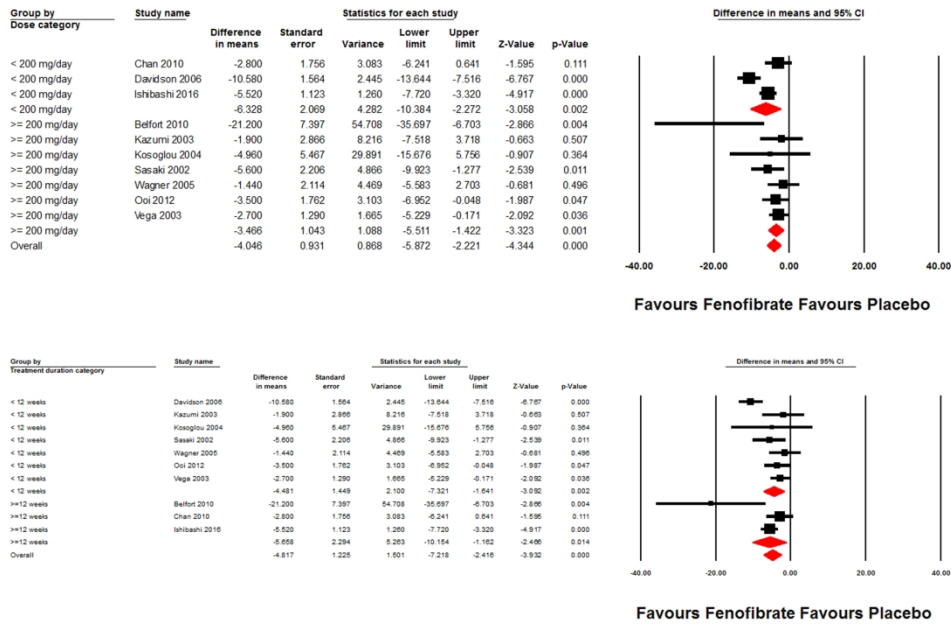 Group by Study name Statistics for each study Difference in means and 95% CI
Dose category
Difference in means Standard error Variance Lower limit Upper limit Z-Value p-Value
< 200 mg/day Chan 2010 -2.800 1.756 3.083 -6.241 0.641 -1.595 0.111
< 200 mg/day Davidson 2006 -10.580 1.564 2.445 -13.644 -7.516 -6.767 0.000
< 200 mg/day Ishibashi 2016 -5.520 1.123 1.260 -7.720 -3.320 -4.917 0.000
< 200 mg/day -6.328 2.069 4.282 -10.384 -2.272 -3.058 0.002
>= 200 mg/day Belfort 2010 -21.200 7.397 54.708 -35.697 -6.703 -2.866 0.004
>= 200 mg/day Kazumi 2003 -1.900 2.866 8.216 -7.518 3.718 -0.663 0.507
>= 200 mg/day Kosoglou 2004 -4.960 5.467 29.891 -15.676 5.756 -0.907 0.364
>= 200 mg/day Sasaki 2002 -5.600 2.206 4.866 -9.923 -1.277 -2.539 0.011
>= 200 mg/day Wagner 2005 -1.440 2.114 4.469 -5.583 2.703 -0.681 0.496
>= 200 mg/day Ooi 2012 -3.500 1.762 3.103 -6.952 -0.048 -1.987 0.047
>= 200 mg/day Vega 2003 -2.700 1.290 1.665 -5.229 -0.171 -2.092 0.036
>= 200 mg/day -3.466 1.043 1.088 -5.511 -1.422 -3.323 0.001
Overall -4.046 0.931 0.868 -5.872 -2.221 -4.344 0.000
-40.00 -20.00 0.00 20.00 40.00
Favours Fenofibrate Favours Placebo
Group by Study name Statistics for each study Difference in means and 95% CI
Treatment duration category
Difference in means Standard error Variance Lower limit Upper limit Z-Value p-Value
< 12 weeks Davidson 2006 -10.580 1.564 2.445 -13.644 -7.516 -6.767 0.000
< 12 weeks Kazumi 2003 -1.900 2.866 8.216 -7.518 3.718 -0.663 0.507
< 12 weeks Kosoglou 2004 -4.960 5.467 29.891 -15.676 5.756 -0.907 0.364
< 12 weeks Sasaki 2002 -5.600 2.206 4.866 -9.923 -1.277 -2.539 0.011
< 12 weeks Wagner 2005 -1.440 2.114 4.469 -5.583 2.703 -0.681 0.496
< 12 weeks Ooi 2012 -3.500 1.762 3.103 -6.952 -0.048 -1.987 0.047
< 12 weeks Vega 2003 -2.700 1.290 1.665 -5.229 -0.171 -2.092 0.036
< 12 weeks -4.481 1.449 2.100 -7.321 -1.641 -3.092 0.002
>=12 weeks Belfort 2010 -21.200 7.397 54.708 -35.697 -6.703 -2.866 0.004
>=12 weeks Chan 2010 -2.800 1.756 3.083 -6.241 0.641 -1.595 0.111
>=12 weeks Ishibashi 2016 -5.520 1.123 1.260 -7.720 -3.320 -4.917 0.000
>=12 weeks -5.658 2.294 5.263 -10.154 -1.162 -2.466 0.014
Overall -4.817 1.225 1.501 -7.218 -2.416 -3.932 0.000
-40.00 -20.00 0.00 20.00 40.00
Favours Fenofibrate Favours Placebo